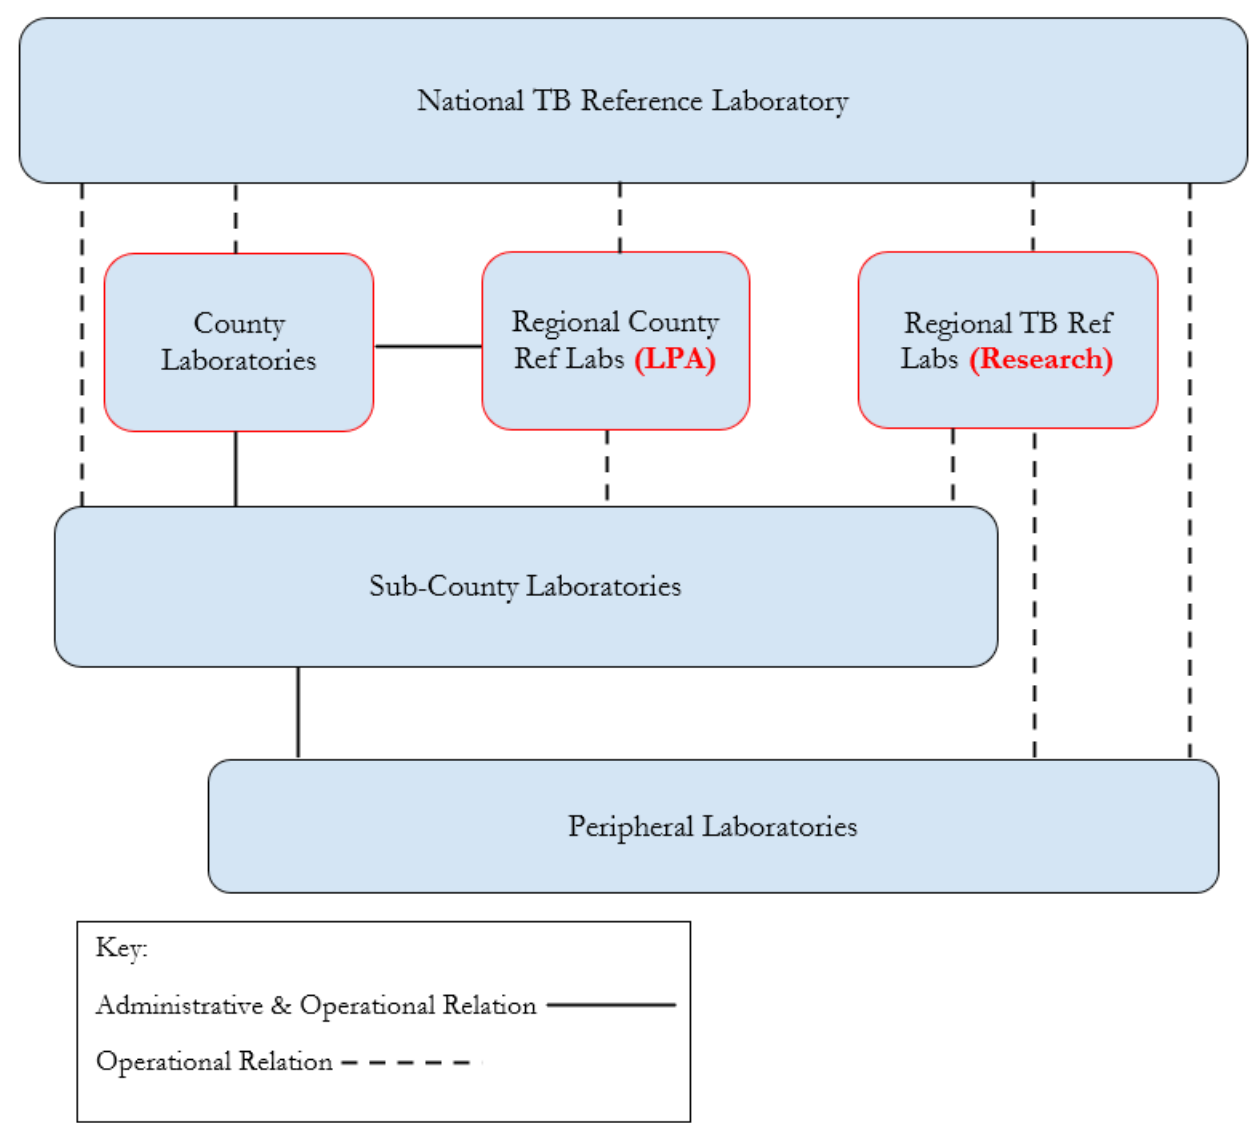 National TB Reference Laboratory
County
Laboratories
Regional County
Ref Labs (LPA)
Regional TB Ref
Labs (Research)
Sub-County Laboratories
Peripheral Laboratories
Key:
Administrative & Operational Relation
Operational Relation